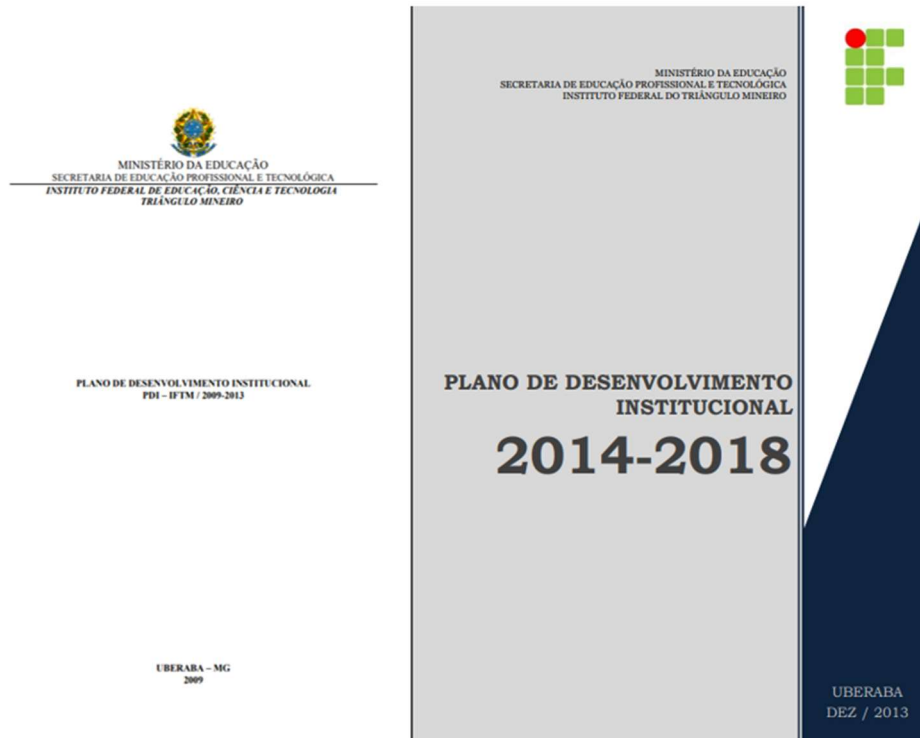 MINISTÉRIO DA EDUCAÇÃO
SECRETARIA DE EDUCAÇÃO PROFISSIONAL E TECNOLÓGICA
INSTITUTO FEDERAL DE EDUCAÇÃO, CIÊNCIA E TECNOLOGIA
TRIÂNGULO MINEIRO
PLANO DE DESENVOLVIMENTO INSTITUCIONAL
PDI – IFTM / 2009-2013
UBERABA – MG
2009
MINISTÉRIO DA EDUCAÇÃO
SECRETARIA DE EDUCAÇÃO PROFISSIONAL E TECNOLÓGICA
INSTITUTO FEDERAL DO TRIÂNGULO MINEIRO
PLANO DE DESENVOLVIMENTO
INSTITUCIONAL
2014-2018
UBERABA
DEZ / 2013